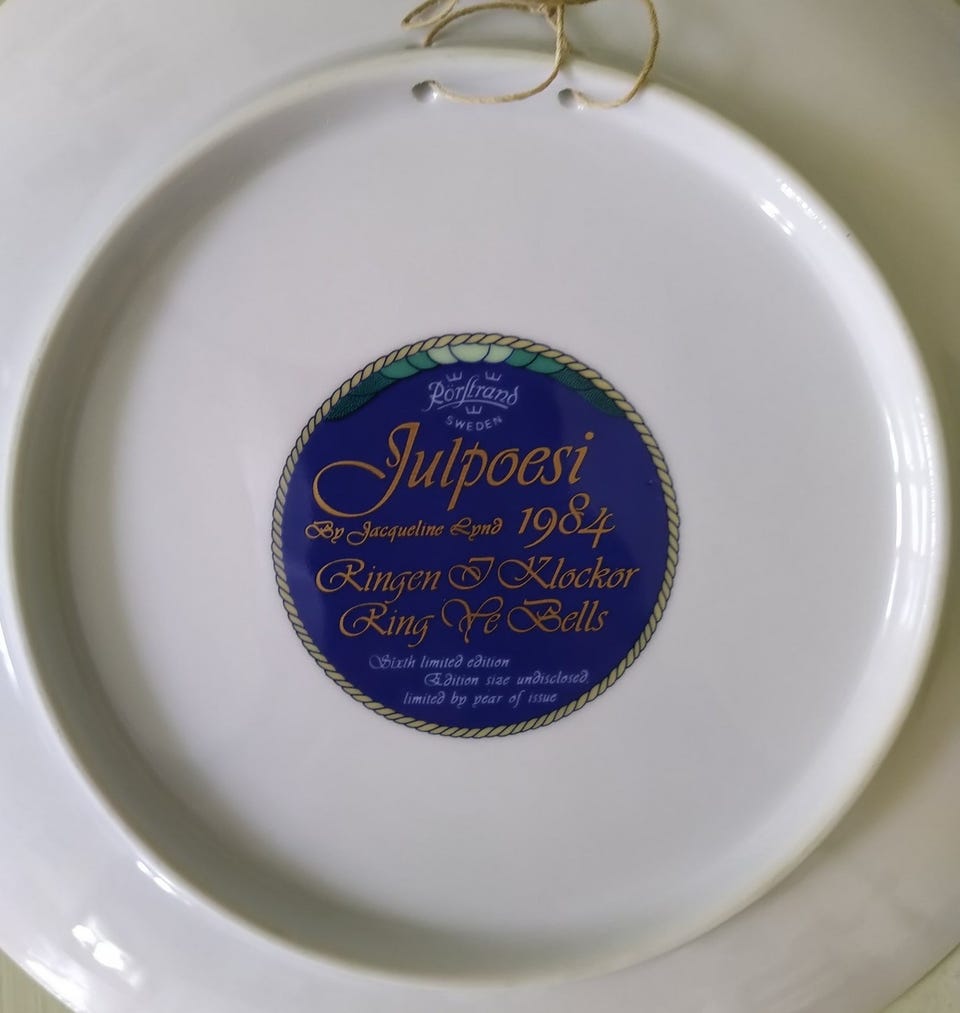 Rörstrand
SWEDEN
Julpoesi
By Jacqueline Lynd 1984
Ringen I Klockor
Ring Ye Bells
Sixth limited edition
Edition size undisclosed
limited by year of issue